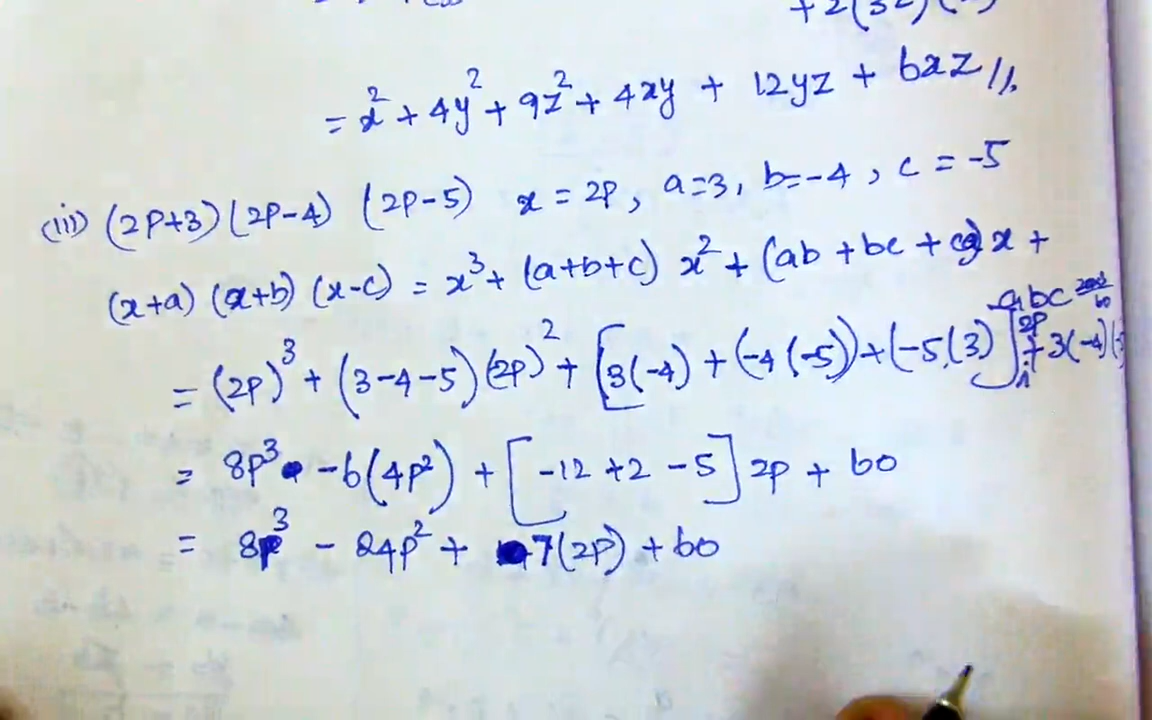 + 2(3z)(
= x² + 4y² + 9z² + 4xy + 12yz + 6xz //.
(iii) (2p+3) (2p-4) (2p-5) x = 2p, a=3, b=-4, c = -5
(x+a) (x+b) (x-c) = x³ + (a+b+c) x² + (ab + bc + ca) x +
abc
= (2p)³ + (3-4-5) (2p)² + [3(-4) + (-4(-5)) + (-5(3)] 2p + 3(-4)(
= 8p³ - 6(4p²) + [-12 +2 -5] 2p + 60
= 8p³ - 24p² + 7(2p) + 60